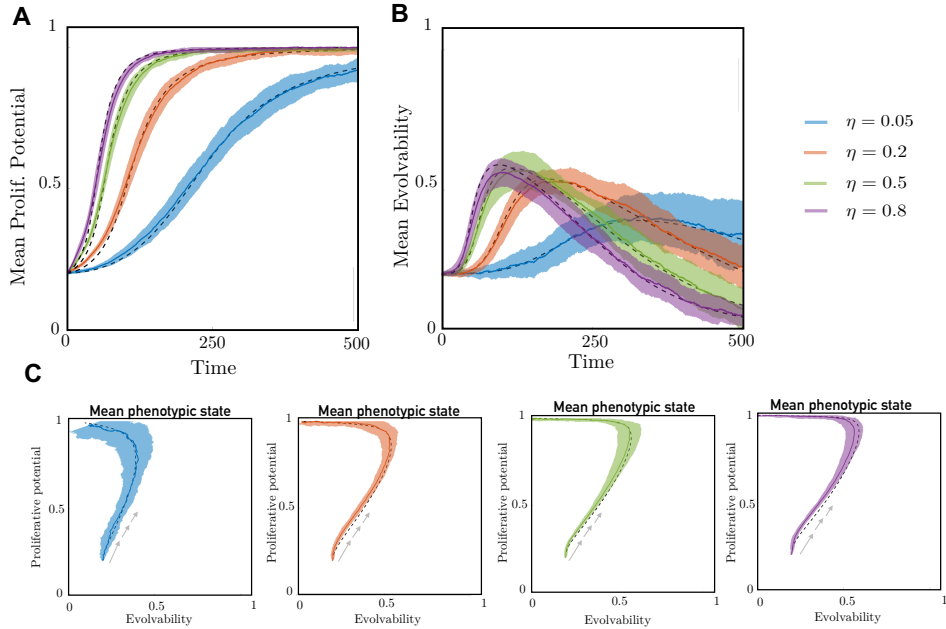 A
Mean Prolif. Potential
1
0.5
0
0
250
500
Time
B
Mean Evolvability
1
0.5
0
0
250
500
Time
η = 0.05
η = 0.2
η = 0.5
η = 0.8
C
Mean phenotypic state
Proliferative potential
1
0.5
0
0
0.5
1
Evolvability
Mean phenotypic state
Proliferative potential
1
0.5
0
0
0.5
1
Evolvability
Mean phenotypic state
Proliferative potential
1
0.5
0
0
0.5
1
Evolvability
Mean phenotypic state
Proliferative potential
1
0.5
0
0
0.5
1
Evolvability